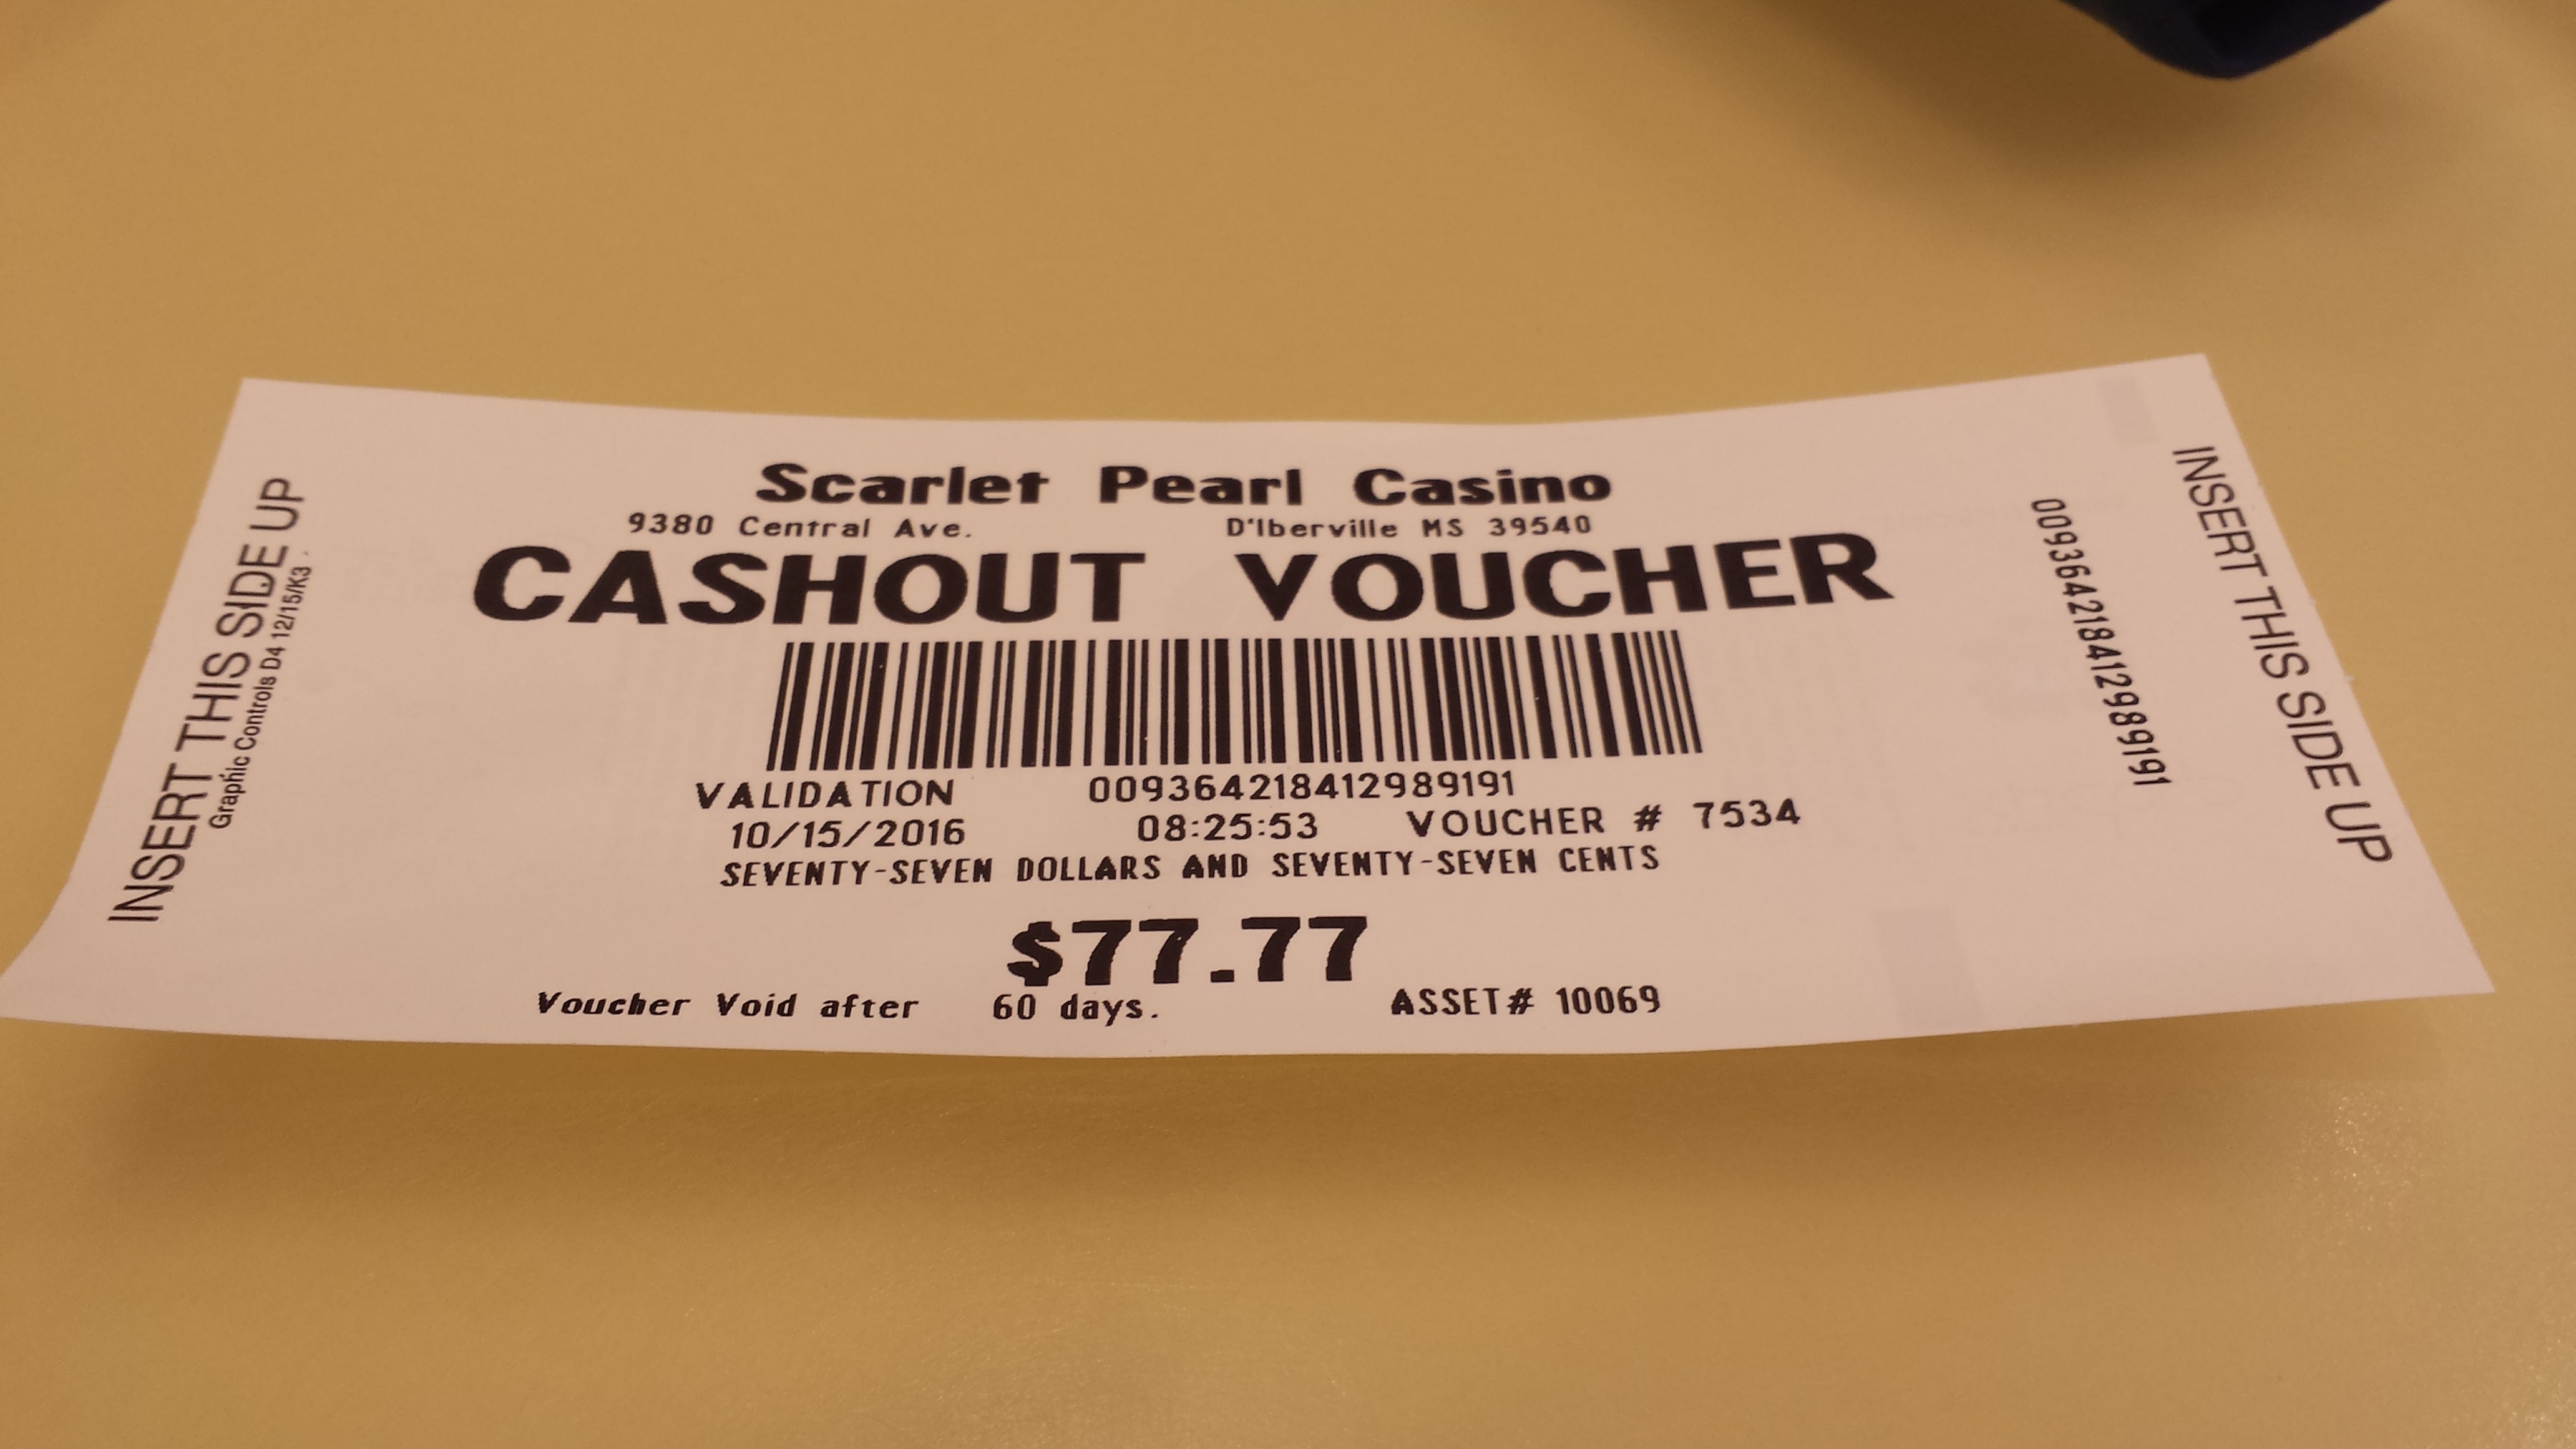 INSERT THIS SIDE UP
Graphic Controls D4 12/15/K3
Scarlet Pearl Casino
9380 Central Ave. D'Iberville MS 39540
CASHOUT VOUCHER
VALIDATION 009364218412989191
10/15/2016 08:25:53 VOUCHER # 7534
SEVENTY-SEVEN DOLLARS AND SEVENTY-SEVEN CENTS
$77.77
Voucher Void after 60 days. ASSET# 10069
009364218412989191
INSERT THIS SIDE UP